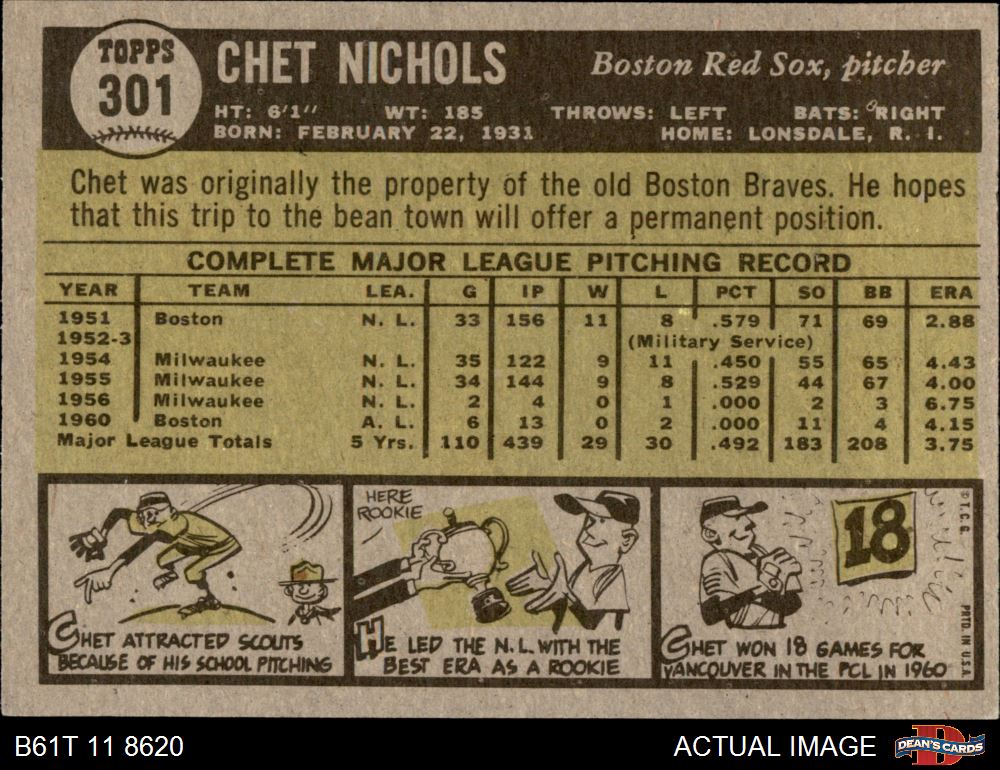 TOPPS
301
CHET NICHOLS
Boston Red Sox, pitcher
HT: 6'1" WT: 185 THROWS: LEFT BATS: RIGHT
BORN: FEBRUARY 22, 1931 HOME: LONSDALE, R. I.
Chet was originally the property of the old Boston Braves. He hopes
that this trip to the bean town will offer a permanent position.
COMPLETE MAJOR LEAGUE PITCHING RECORD
YEAR TEAM LEA. G IP W L PCT SO BB ERA
1951 Boston N. L. 33 156 11 8 .579 71 69 2.88
1952-3 (Military Service)
1954 Milwaukee N. L. 35 122 9 11 .450 55 65 4.43
1955 Milwaukee N. L. 34 144 9 8 .529 44 67 4.00
1956 Milwaukee N. L. 2 4 0 1 .000 2 3 6.75
1960 Boston A. L. 6 13 0 2 .000 11 4 4.15
Major League Totals 5 Yrs. 110 439 29 30 .492 183 208 3.75
CHET ATTRACTED SCOUTS
BECAUSE OF HIS SCHOOL PITCHING
HERE
ROOKIE
HE LED THE N.L. WITH THE
BEST ERA AS A ROOKIE
18
CHET WON 18 GAMES FOR
VANCOUVER IN THE PCL IN 1960
© T. C. G.
PRTD. IN U.S.A.
B61T 11 8620
ACTUAL IMAGE
DEAN'S CARDS